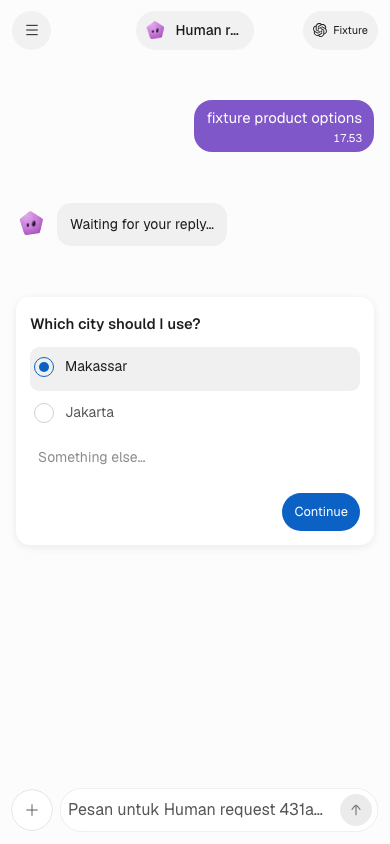 Human r...
Fixture
fixture product options
17.53
Waiting for your reply...
Which city should I use?
Makassar
Jakarta
Something else...
Continue
Pesan untuk Human request 431a...